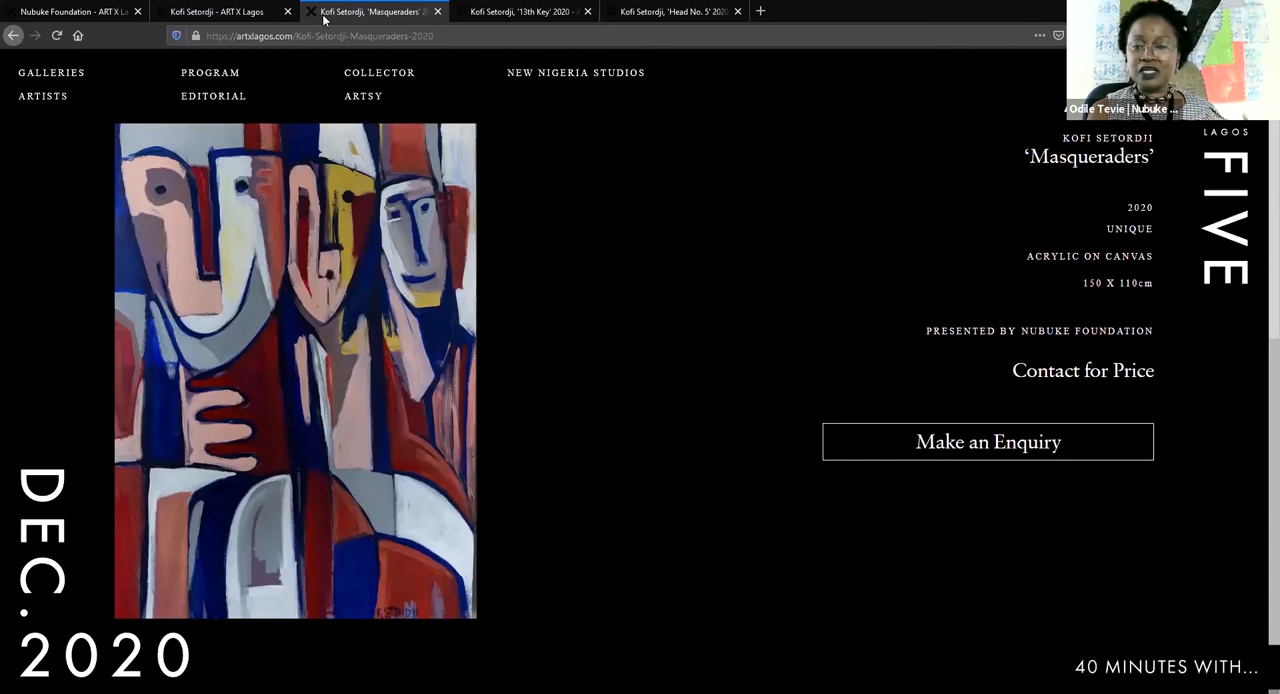 Nubuke Foundation - ART X La
Kofi Setordji - ART X Lagos
Kofi Setordji, 'Masqueraders' 2
Kofi Setordji, '13th Key' 2020 - A
Kofi Setordji, 'Head No. 5' 2020
https://artxlagos.com/Kofi-Setordji-Masqueraders-2020
GALLERIES
PROGRAM
COLLECTOR
NEW NIGERIA STUDIOS
ARTISTS
EDITORIAL
ARTSY
Odile Tevie | Nubuke ...
LAGOS
FIVE
KOFI SETORDJI
‘Masqueraders’
2020
UNIQUE
ACRYLIC ON CANVAS
150 X 110cm
PRESENTED BY NUBUKE FOUNDATION
Contact for Price
Make an Enquiry
DEC.
2020
40 MINUTES WITH...